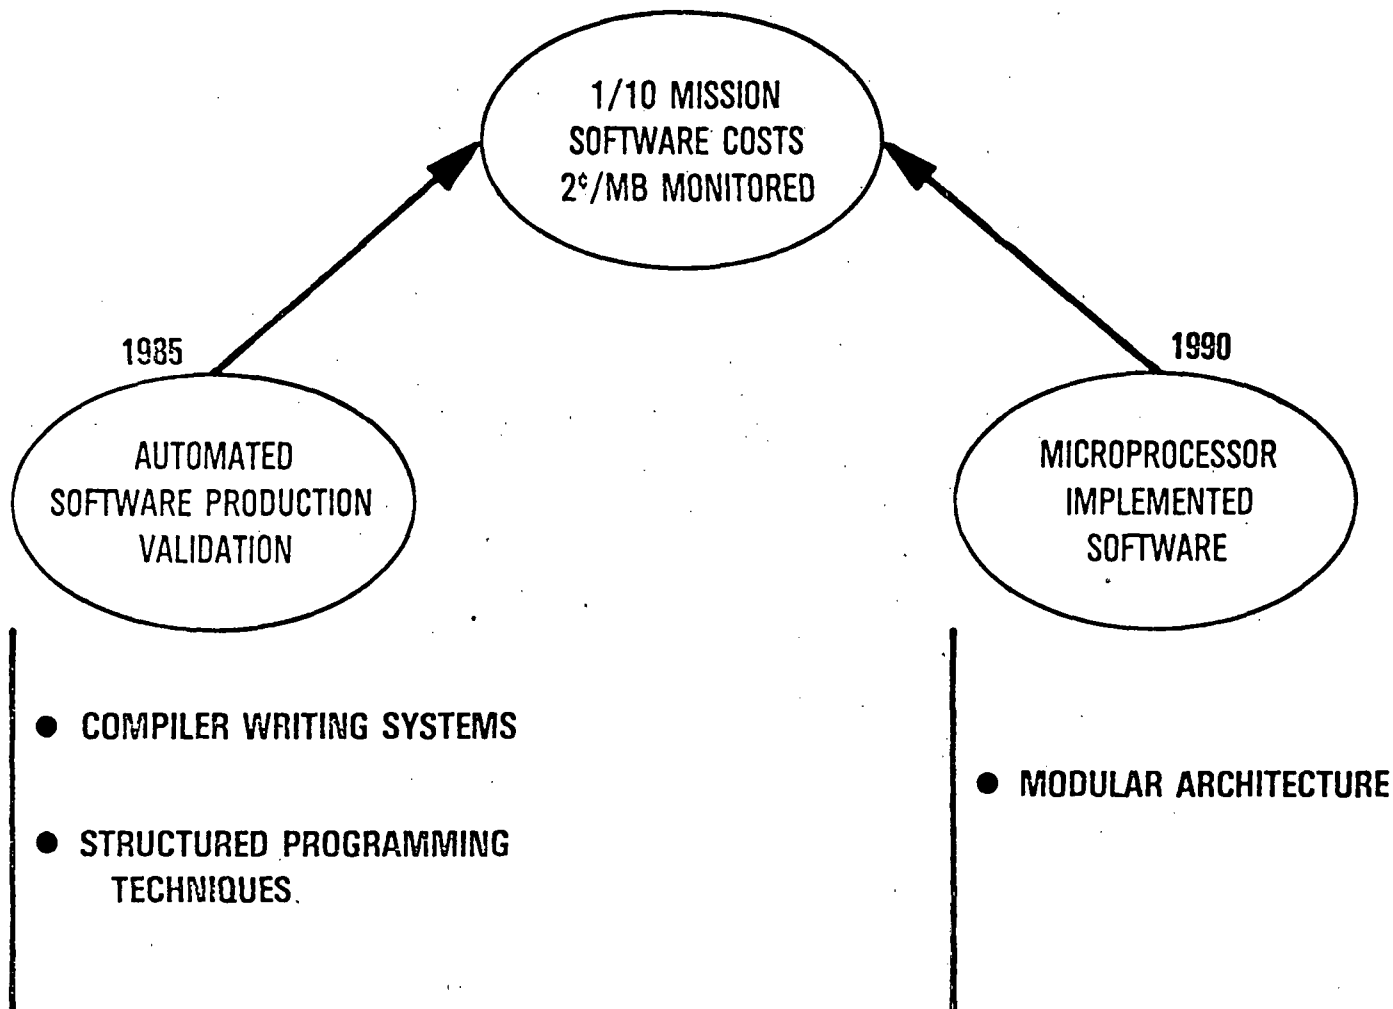 1/10 MISSION
SOFTWARE COSTS
2¢/MB MONITORED
1985
AUTOMATED
SOFTWARE PRODUCTION
VALIDATION
● COMPILER WRITING SYSTEMS
● STRUCTURED PROGRAMMING
TECHNIQUES
1990
MICROPROCESSOR
IMPLEMENTED
SOFTWARE
● MODULAR ARCHITECTURE